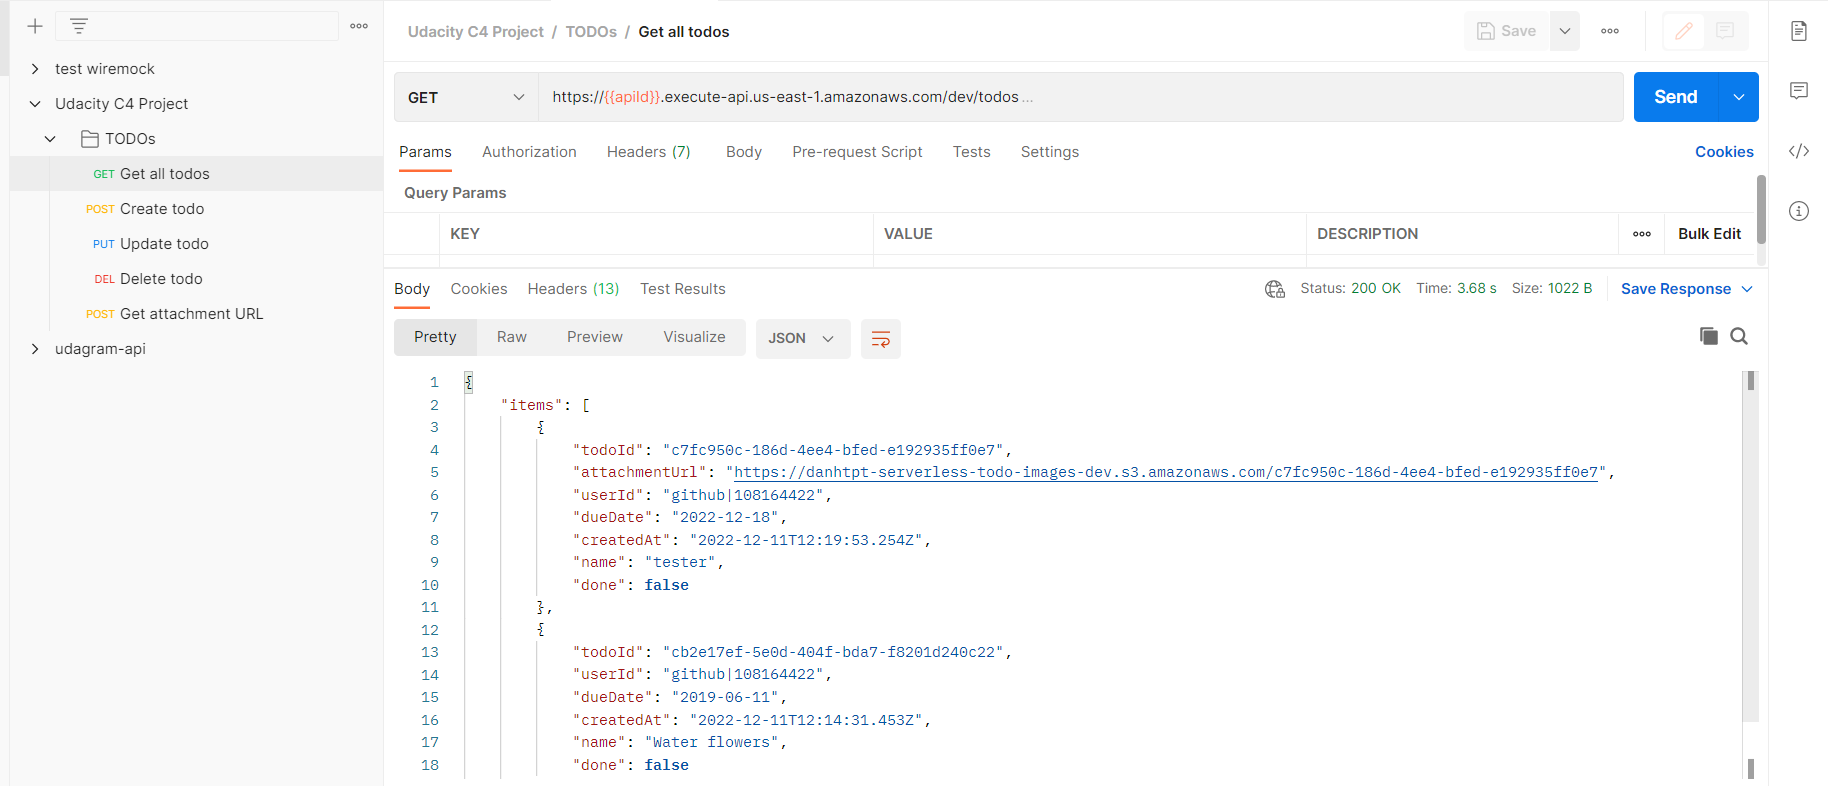 Udacity C4 Project / TODOs / Get all todos
Save
test wiremock
Udacity C4 Project
TODOs
GET Get all todos
POST Create todo
PUT Update todo
DEL Delete todo
POST Get attachment URL
udagram-api
GET https://{{apiId}}.execute-api.us-east-1.amazonaws.com/dev/todos ...
Send
Params Authorization Headers (7) Body Pre-request Script Tests Settings Cookies
Query Params
KEY VALUE DESCRIPTION Bulk Edit
Body Cookies Headers (13) Test Results Status: 200 OK Time: 3.68 s Size: 1022 B Save Response
Pretty Raw Preview Visualize JSON
1 {
2 "items": [
3 {
4 "todoId": "c7fc950c-186d-4ee4-bfed-e192935ff0e7",
5 "attachmentUrl": "https://danhtpt-serverless-todo-images-dev.s3.amazonaws.com/c7fc950c-186d-4ee4-bfed-e192935ff0e7",
6 "userId": "github|108164422",
7 "dueDate": "2022-12-18",
8 "createdAt": "2022-12-11T12:19:53.254Z",
9 "name": "tester",
10 "done": false
11 },
12 {
13 "todoId": "cb2e17ef-5e0d-404f-bda7-f8201d240c22",
14 "userId": "github|108164422",
15 "dueDate": "2019-06-11",
16 "createdAt": "2022-12-11T12:14:31.453Z",
17 "name": "Water flowers",
18 "done": false